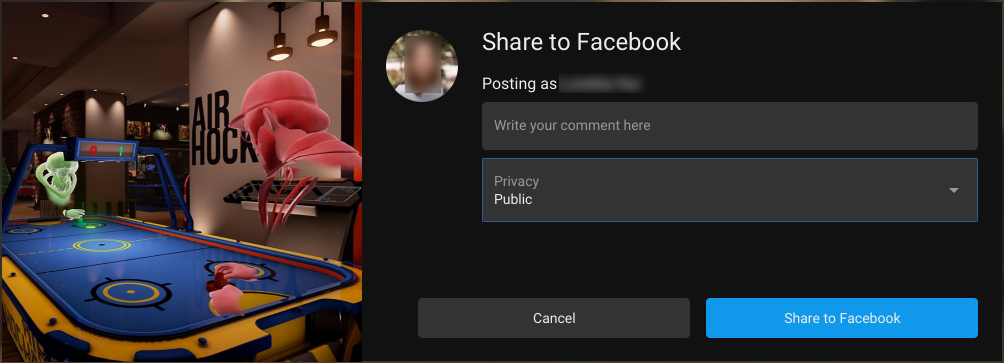 AIR
HOCK
0 1
Share to Facebook
Posting as
Write your comment here
Privacy
Public
Cancel
Share to Facebook